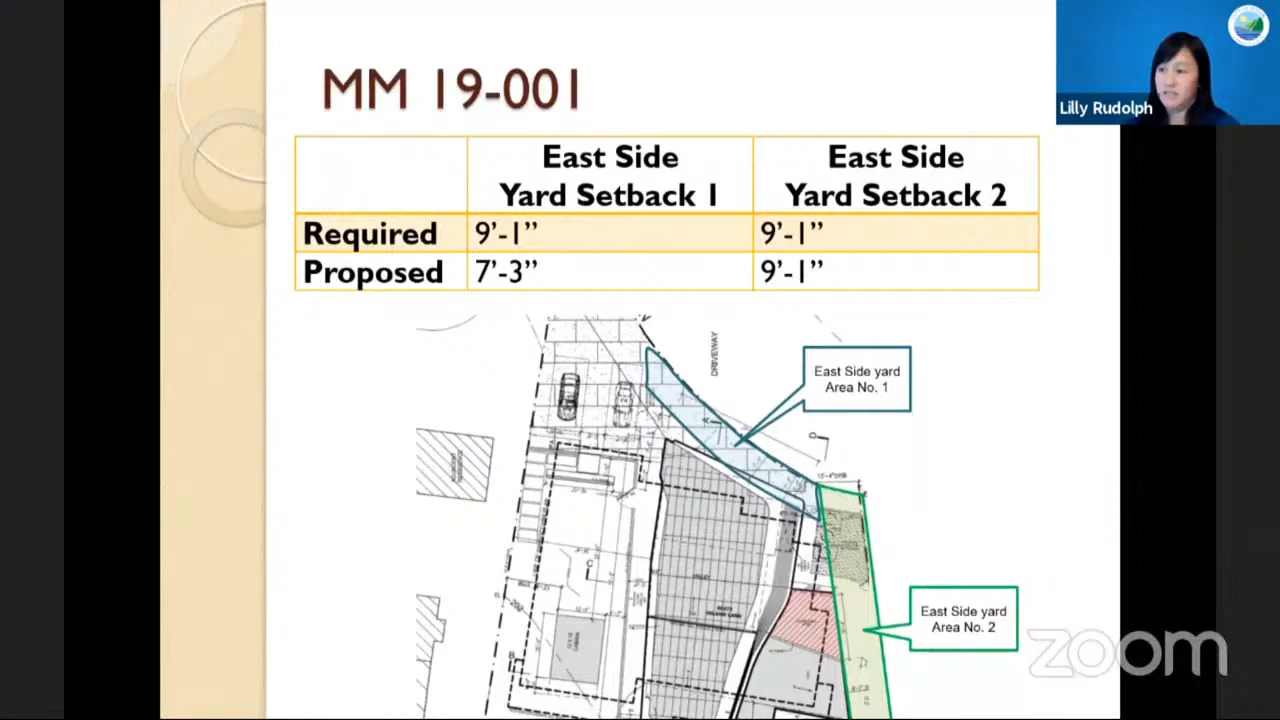 MM 19-001
East Side
Yard Setback 1
East Side
Yard Setback 2
Required
9’-1”
9’-1”
Proposed
7’-3”
9’-1”
Lilly Rudolph
DRIVEWAY
East Side yard
Area No. 1
East Side yard
Area No. 2
zoom